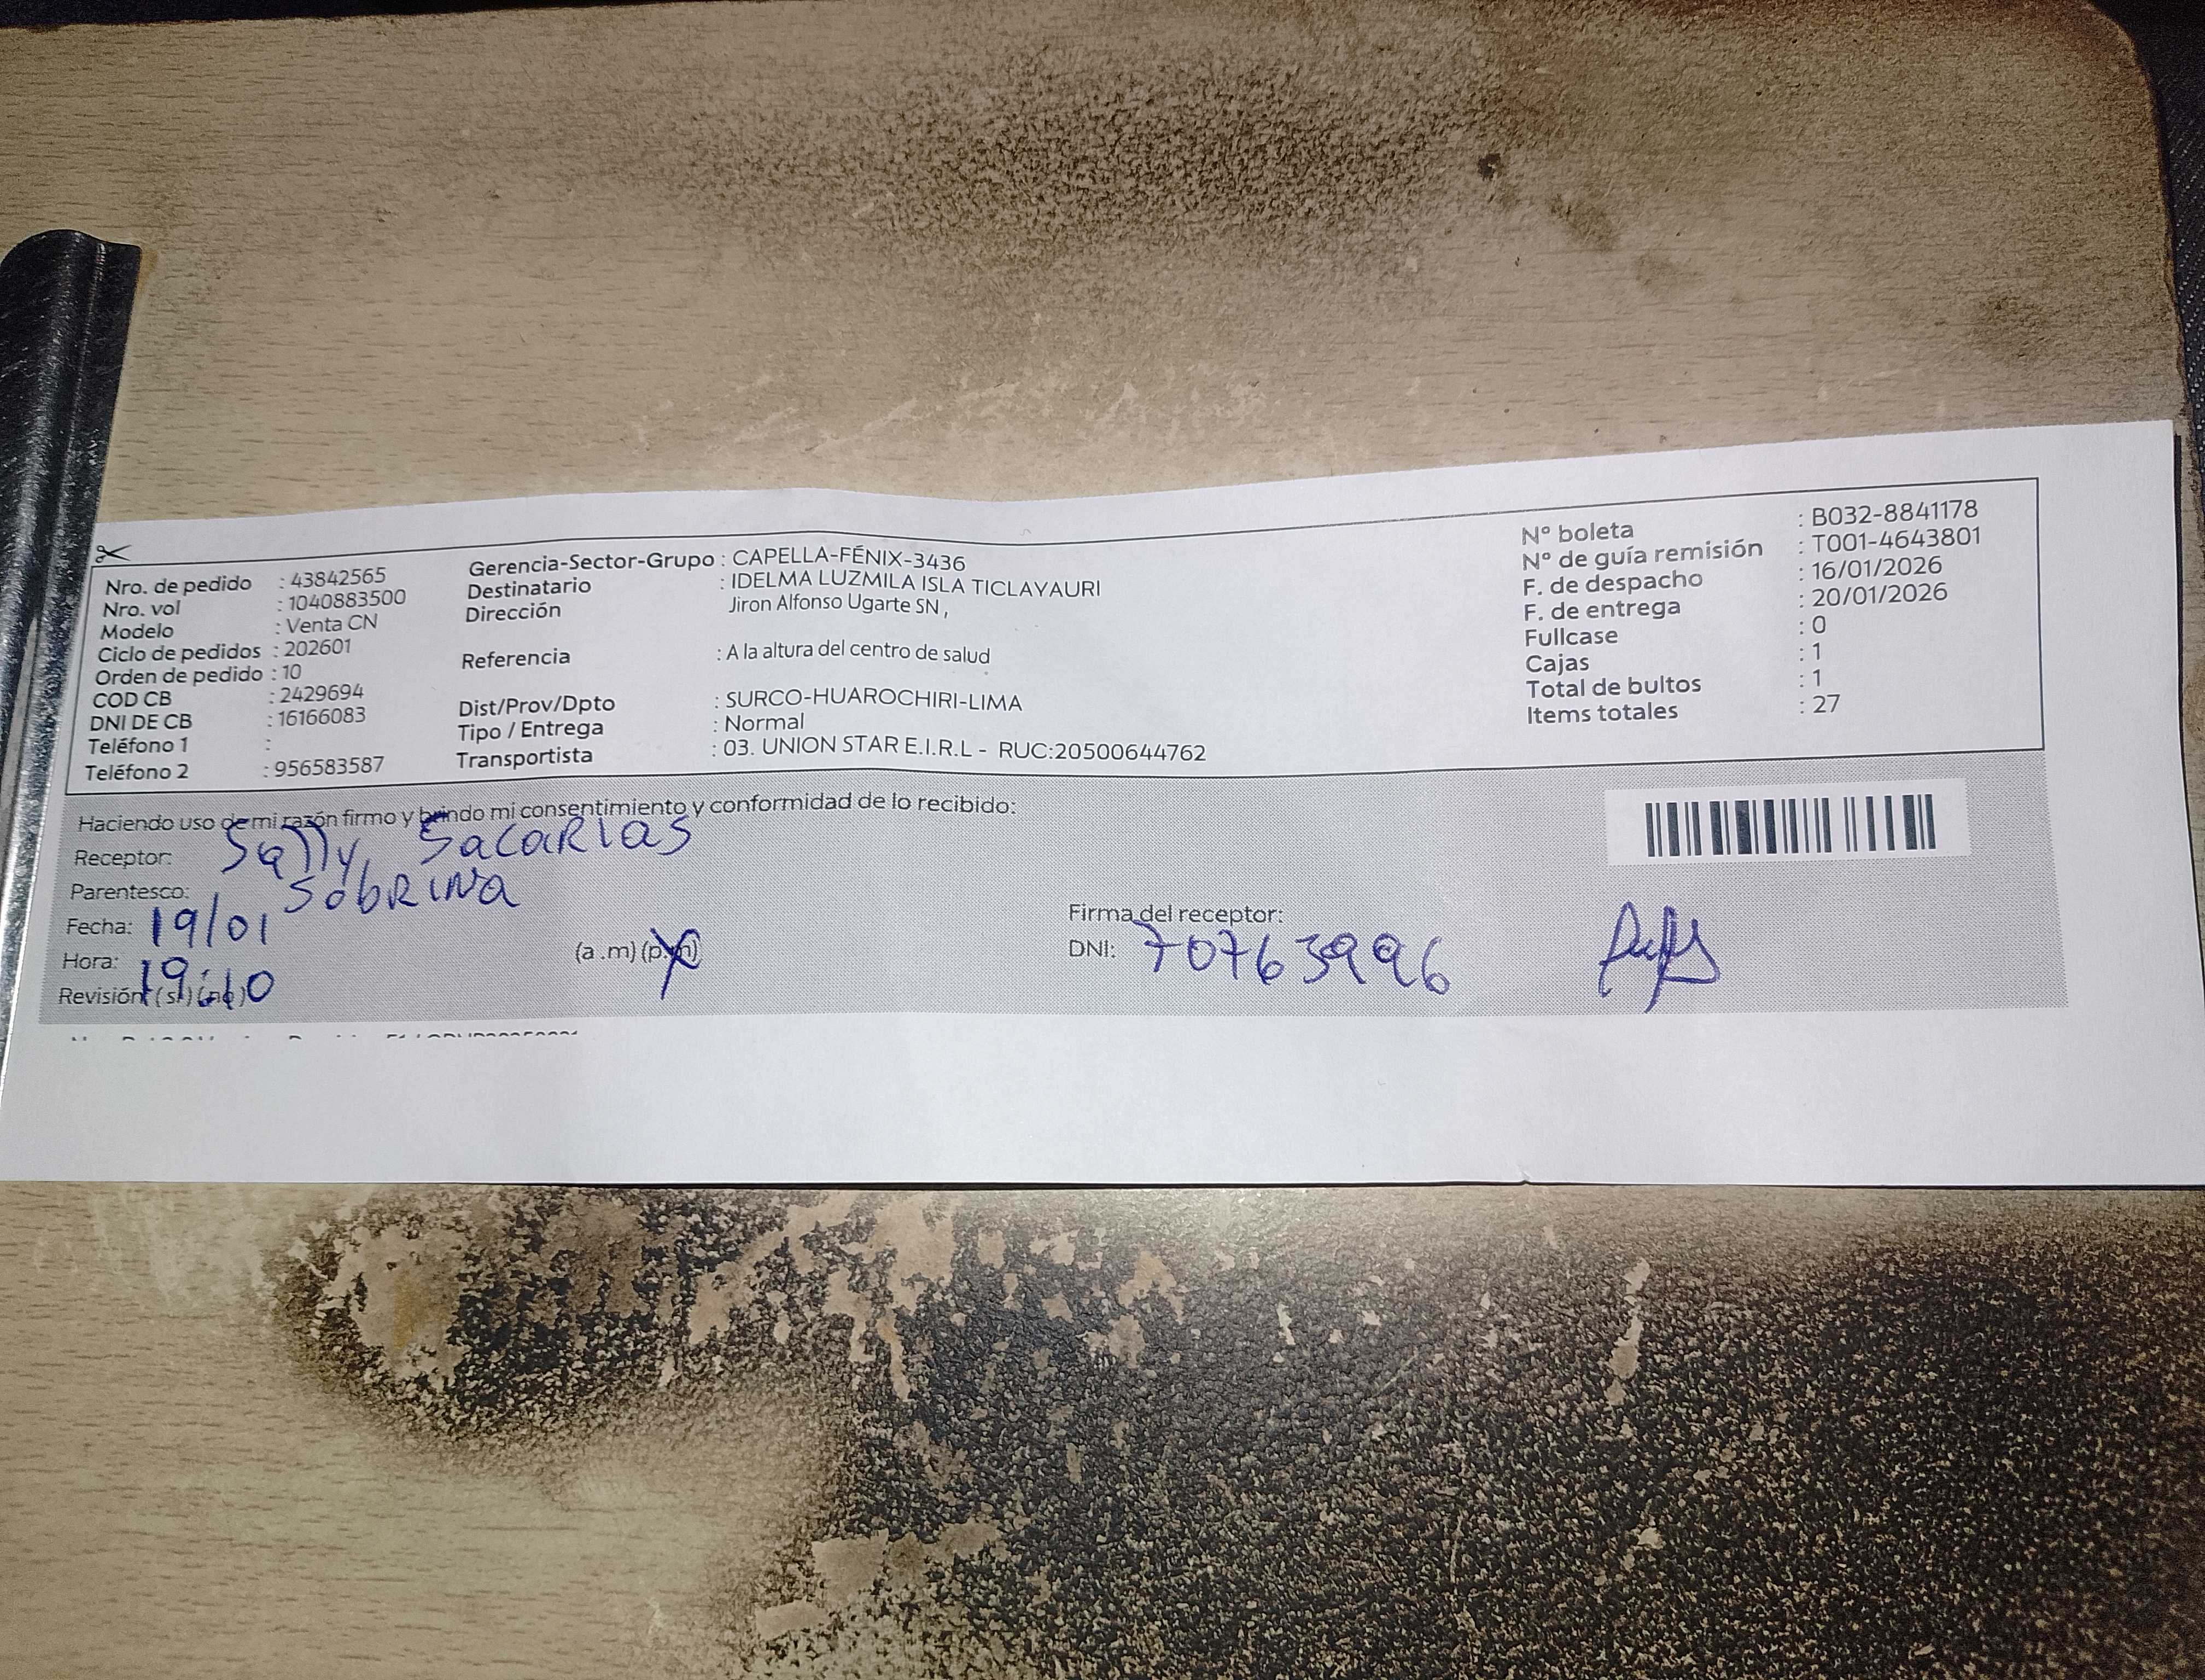 Nro. de pedido : 43842565
Nro. vol : 1040883500
Modelo : Venta CN
Ciclo de pedidos : 202601
Orden de pedido : 10
COD CB : 2429694
DNI DE CB : 16166083
Teléfono 1 :
Teléfono 2 : 956583587
Gerencia-Sector-Grupo : CAPELLA-FÉNIX-3436
Destinatario : IDELMA LUZMILA ISLA TICLAYAURI
Dirección Jiron Alfonso Ugarte SN ,
Referencia : A la altura del centro de salud
Dist/Prov/Dpto : SURCO-HUAROCHIRI-LIMA
Tipo / Entrega : Normal
Transportista : 03. UNION STAR E.I.R.L - RUC:20500644762
Nº boleta : B032-8841178
Nº de guía remisión : T001-4643801
F. de despacho : 16/01/2026
F. de entrega : 20/01/2026
Fullcase : 0
Cajas : 1
Total de bultos : 1
Items totales : 27
Haciendo uso de mi razón firmo y brindo mi consentimiento y conformidad de lo recibido:
Receptor: Sally Sacarias
Parentesco: Sobrina
Fecha: 19/01
Hora: 19:10 (a.m) (p.m)
Revisión (si) (no)
Firma del receptor:
DNI: 70763996